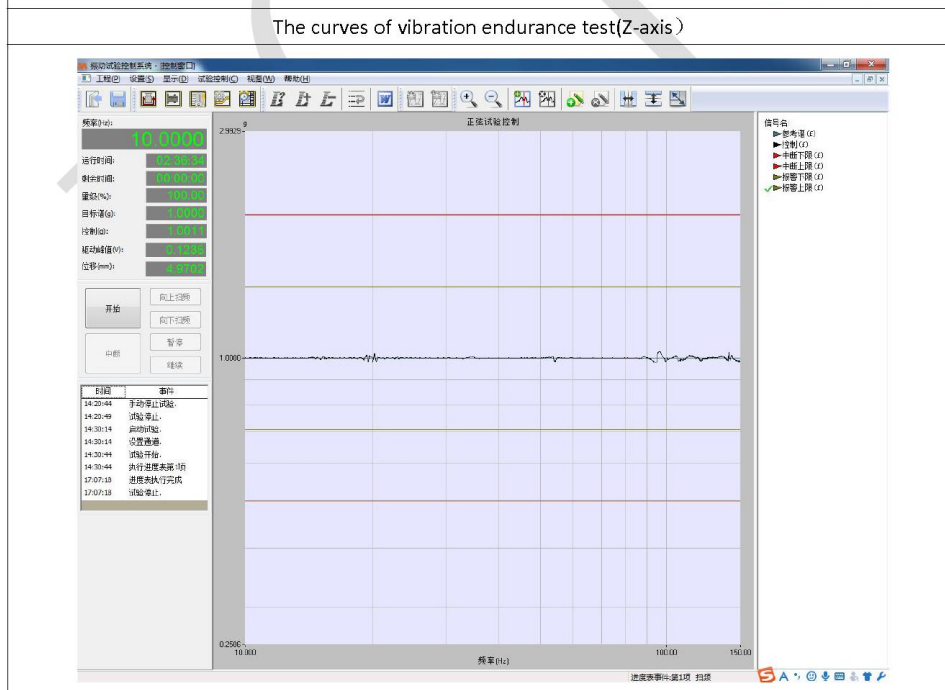 The curves of vibration endurance test(Z-axis）
振动试验控制系统 - [控制窗口]
工程(P) 设置(S) 显示(D) 试验控制(C) 视图(W) 帮助(H)
频率(Hz):
10.0000
运行时间: 02:36:34
剩余时间: 00:00:00
量级(%): 100.00
目标谱(g): 1.0000
控制(g): 1.0011
驱动峰值(V): 0.1235
位移(mm): 4.9702
开始
向上扫频
向下扫频
中断
暂停
继续
时间 事件
14:20:44 手动停止试验.
14:20:49 试验停止.
14:30:14 启动试验.
14:30:14 设置通道.
14:30:44 试验开始.
14:30:44 执行进度表第1项
17:07:18 进度表执行完成
17:07:18 试验停止.
正弦试验控制
g
2.9928
1.0000
0.2506
10.000
100.00
150.00
频率(Hz)
信号名
参考谱(f)
控制(f)
中断下限(f)
中断上限(f)
报警下限(f)
报警上限(f)
进度表事件:第1项 扫频